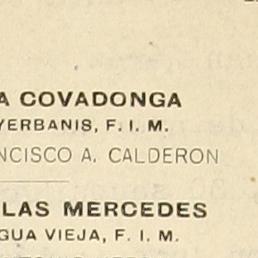 A COVADONGA
YERBANIS, F. I. M.
NCISCO A. CALDERON
LAS MERCEDES
GUA VIEJA, F. I. M.